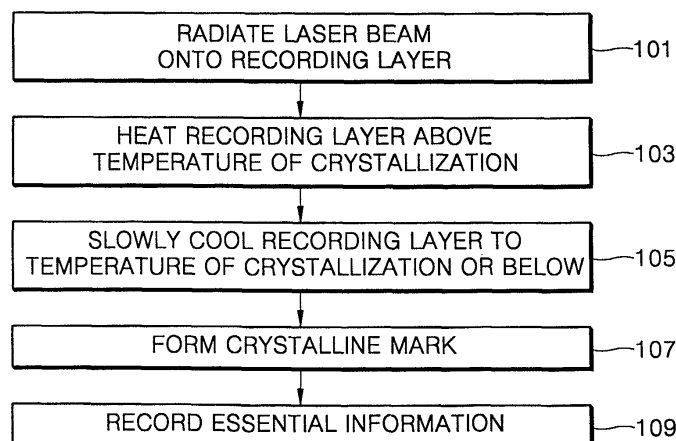 RADIATE LASER BEAM
ONTO RECORDING LAYER
101
HEAT RECORDING LAYER ABOVE
TEMPERATURE OF CRYSTALLIZATION
103
SLOWLY COOL RECORDING LAYER TO
TEMPERATURE OF CRYSTALLIZATION OR BELOW
105
FORM CRYSTALLINE MARK
107
RECORD ESSENTIAL INFORMATION
109